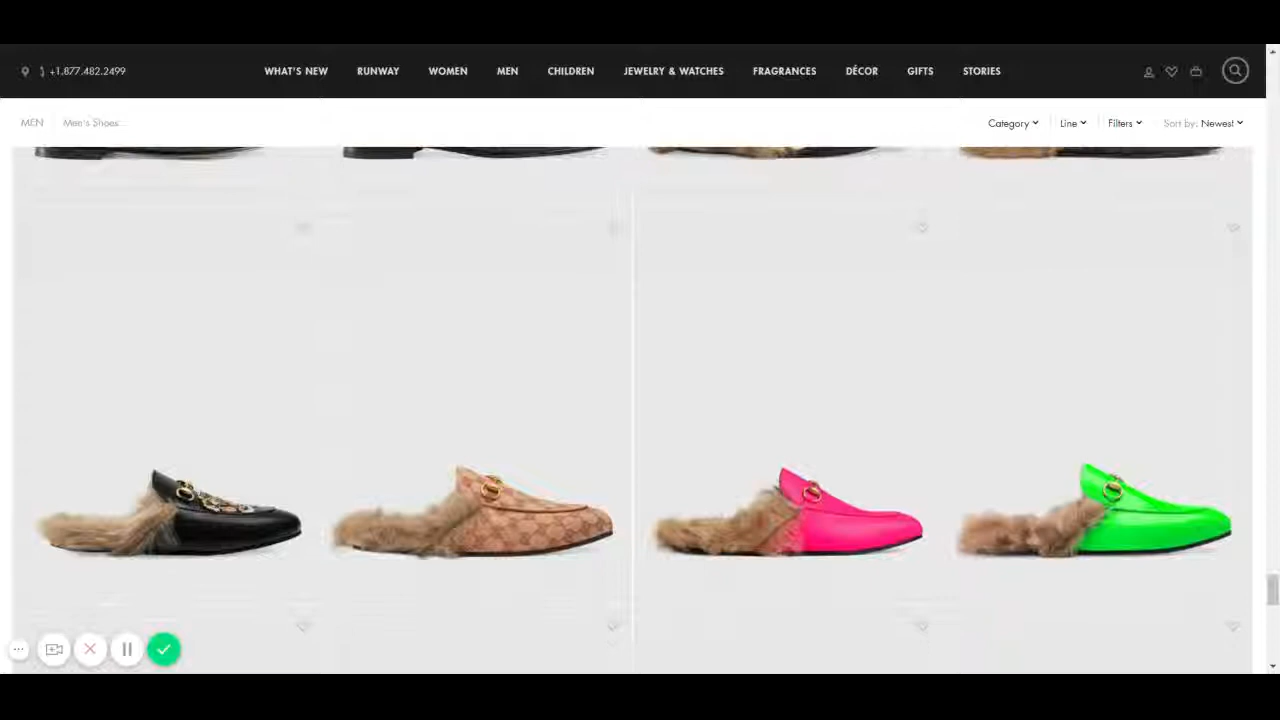 +1.877.482.2499 WHAT'S NEW RUNWAY WOMEN MEN CHILDREN JEWELRY & WATCHES FRAGRANCES DÉCOR GIFTS STORIES
MEN Men's Shoes... Category Line Filters Sort by: Newest